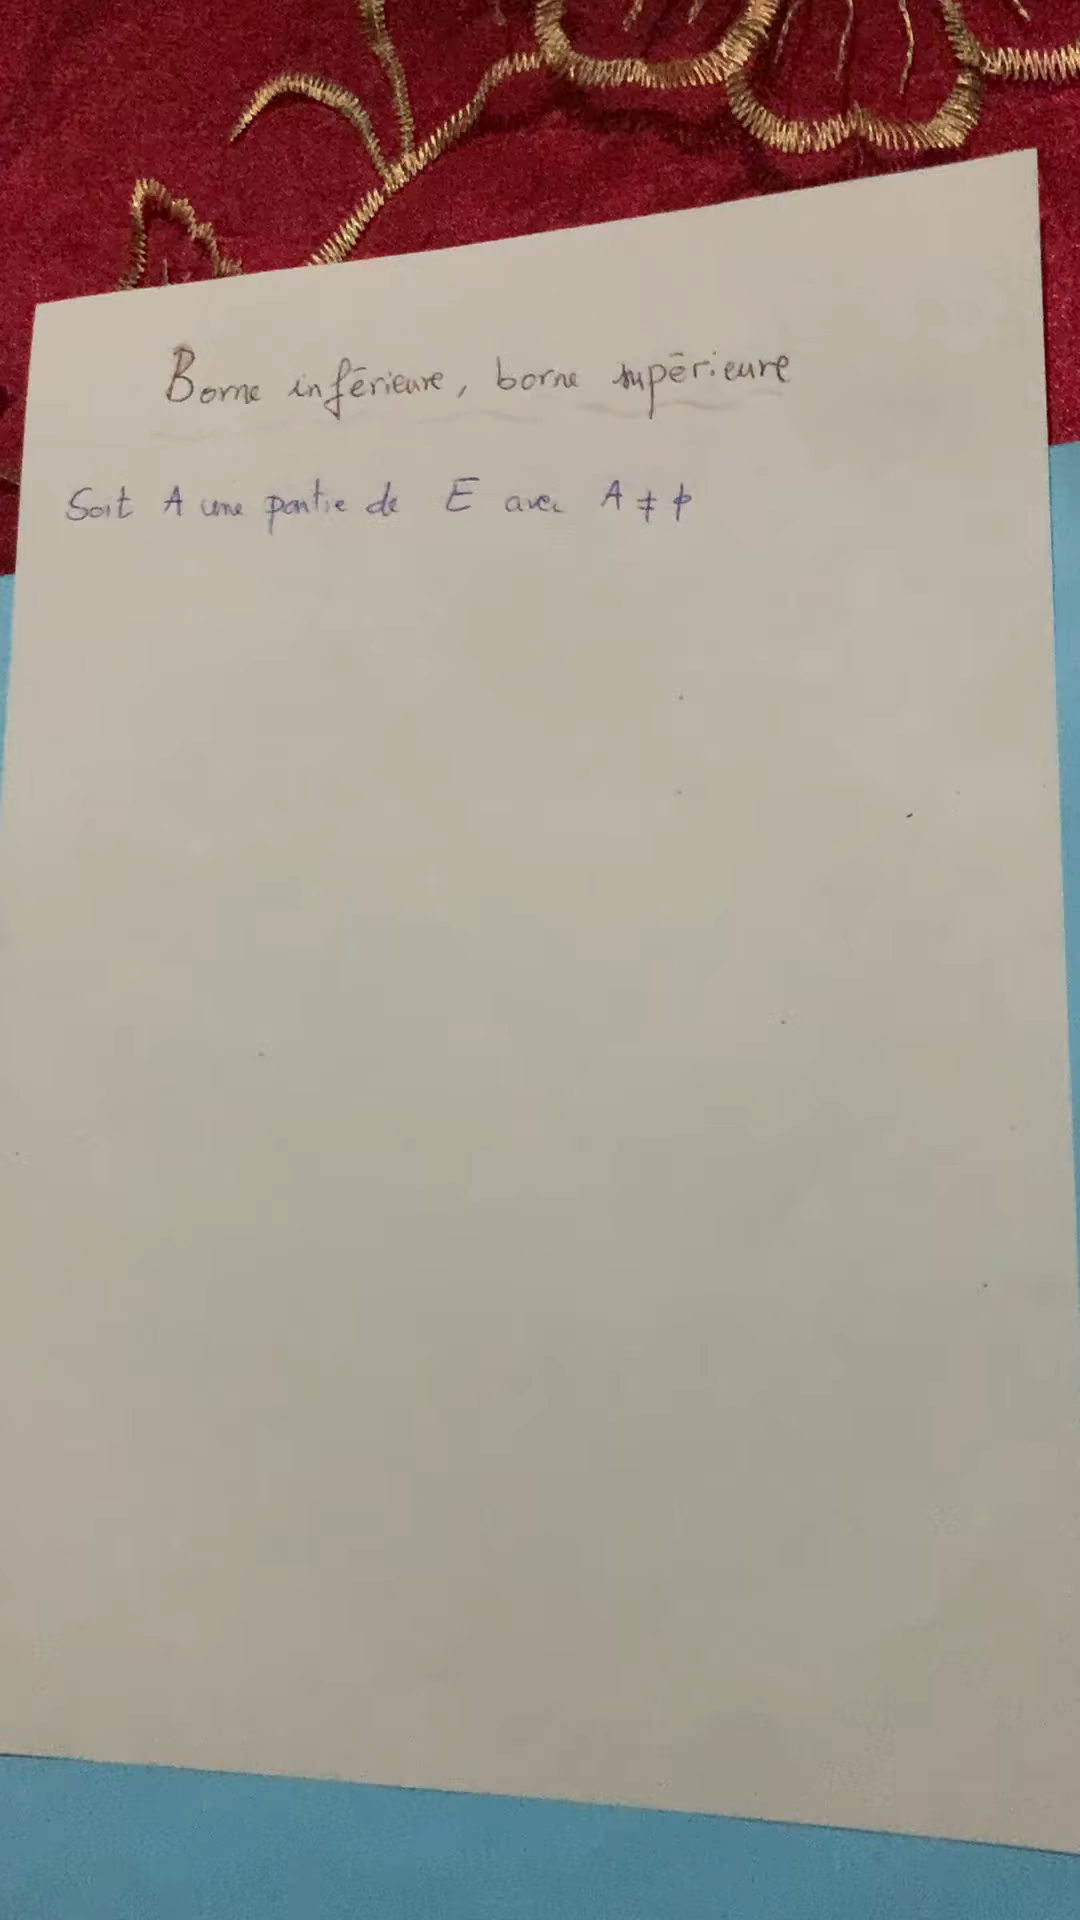 Borne inférieure, borne supérieure
Soit A une partie de E avec A ≠ ϕ